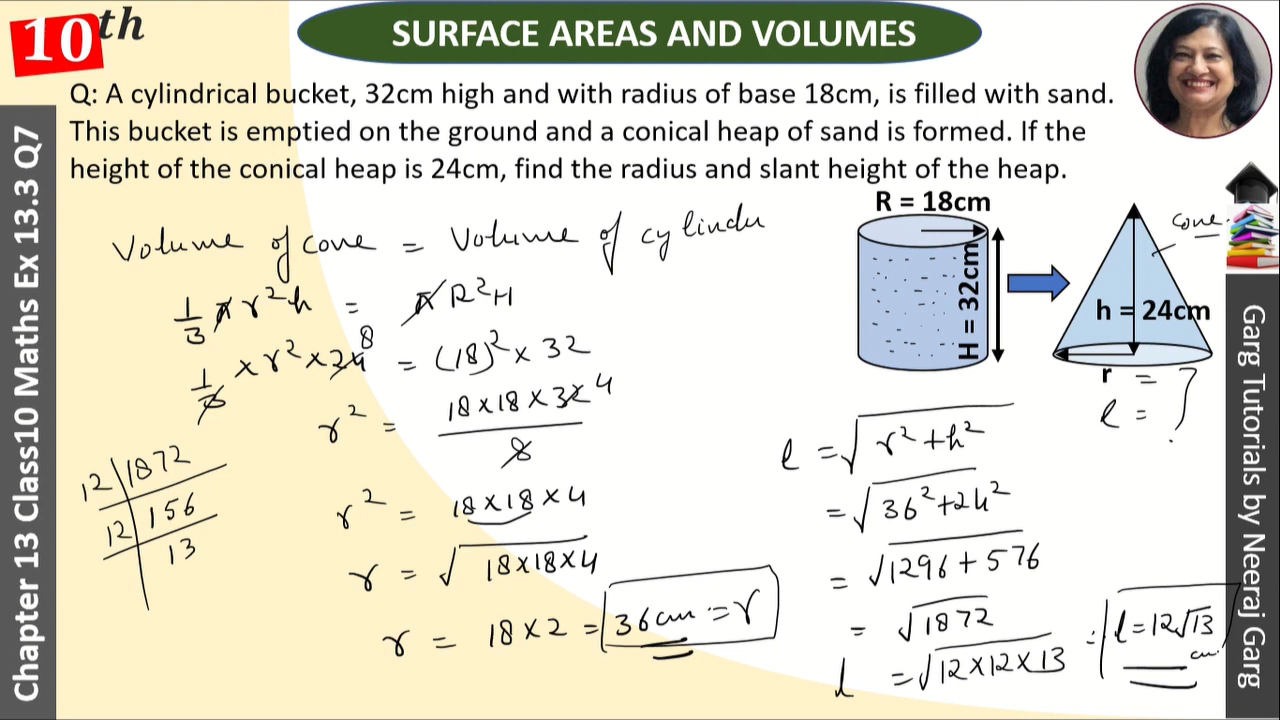 10th
SURFACE AREAS AND VOLUMES
Q: A cylindrical bucket, 32cm high and with radius of base 18cm, is filled with sand.
This bucket is emptied on the ground and a conical heap of sand is formed. If the
height of the conical heap is 24cm, find the radius and slant height of the heap.
Chapter 13 Class10 Maths Ex 13.3 Q7
Garg Tutorials by Neeraj Garg
R = 18cm
H = 32cm
cone
h = 24cm
r = ?
l =
Volume of cone = Volume of cylinder
1/3 π r² h = π R² H
1/3 × r² × 24 8 = (18)² × 32
r² = 18 × 18 × 32 4 / 8
r² = 18 × 18 × 4
r = √18×18×4
r = 18 × 2 = 36cm = r
12 | 1872
12 | 156
13
l = √r² + h²
= √36² + 24²
= √1296 + 576
= √1872
l = √12×12×13 = l = 12√13 cm